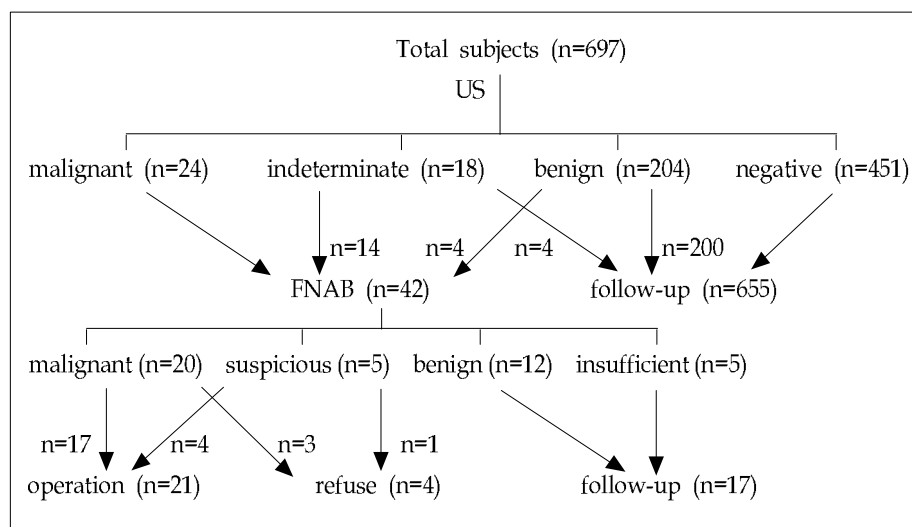 Total subjects (n=697)
US
malignant (n=24) indeterminate (n=18) benign (n=204) negative (n=451)
n=14 n=4 n=4 n=200
FNAB (n=42) follow-up (n=655)
malignant (n=20) suspicious (n=5) benign (n=12) insufficient (n=5)
n=17 n=4 n=3 n=1
operation (n=21) refuse (n=4) follow-up (n=17)